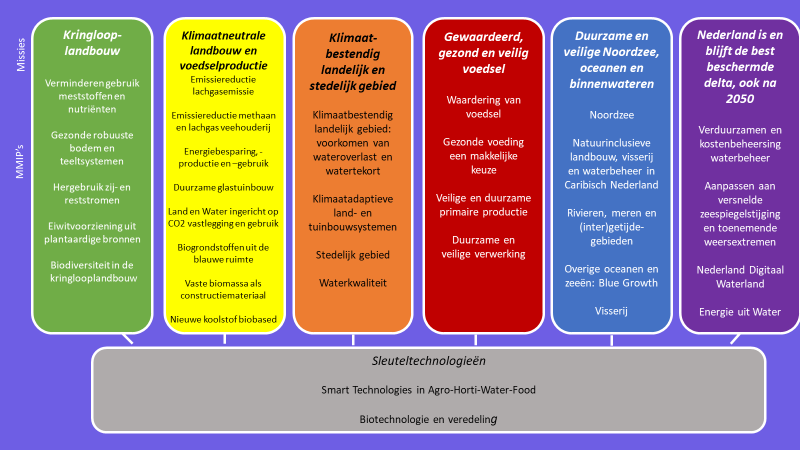 Missies
MMIP's
Kringloop-
landbouw
Verminderen gebruik
meststoffen en
nutriënten
Gezonde robuuste
bodem en
teeltsystemen
Hergebruik zij- en
reststromen
Eiwitvoorziening uit
plantaardige bronnen
Biodiversiteit in de
kringlooplandbouw
Klimaatneutrale
landbouw en
voedselproductie
Emissiereductie
lachgasemissie
Emissiereductie methaan
en lachgas veehouderij
Energiebesparing, -
productie en –gebruik
Duurzame glastuinbouw
Land en Water ingericht op
CO2 vastlegging en gebruik
Biogrondstoffen uit de
blauwe ruimte
Vaste biomassa als
constructiemateriaal
Nieuwe koolstof biobased
Klimaat-
bestendig
landelijk en
stedelijk gebied
Klimaatbestendig
landelijk gebied:
voorkomen van
wateroverlast en
watertekort
Klimaatadaptieve
land- en
tuinbouwsystemen
Stedelijk gebied
Waterkwaliteit
Gewaardeerd,
gezond en veilig
voedsel
Waardering van
voedsel
Gezonde voeding
een makkelijke
keuze
Veilige en duurzame
primaire productie
Duurzame en
veilige verwerking
Duurzame en
veilige Noordzee,
oceanen en
binnenwateren
Noordzee
Natuurinclusieve
landbouw, visserij
en waterbeheer in
Caribisch Nederland
Rivieren, meren en
(inter)getijde-
gebieden
Overige oceanen en
zeeën: Blue Growth
Visserij
Nederland is en
blijft de best
beschermde
delta, ook na
2050
Verduurzamen en
kostenbeheersing
waterbeheer
Aanpassen aan
versnelde
zeespiegelstijging
en toenemende
weersextremen
Nederland Digitaal
Waterland
Energie uit Water
Sleuteltechnologieën
Smart Technologies in Agro-Horti-Water-Food
Biotechnologie en veredeling